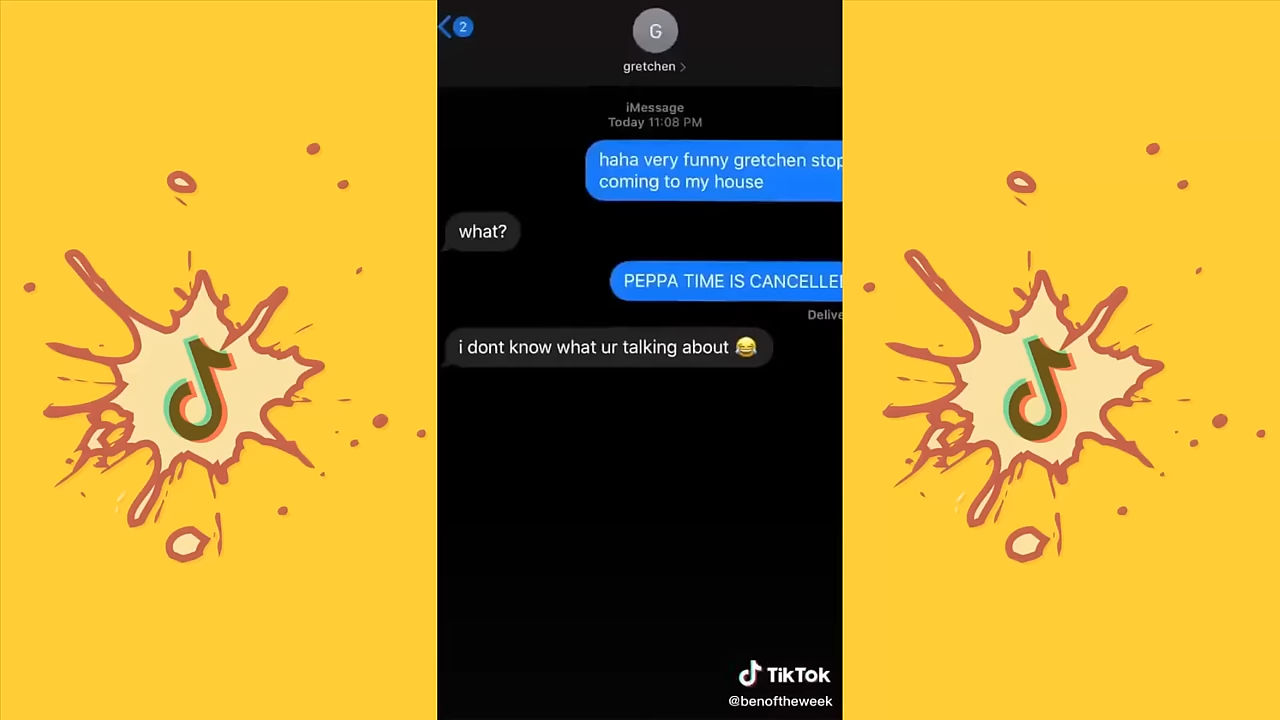 2
G
gretchen
iMessage
Today 11:08 PM
haha very funny gretchen stop
coming to my house
what?
PEPPA TIME IS CANCELLE
Delive
i dont know what ur talking about 😂
TikTok
@benoftheweek